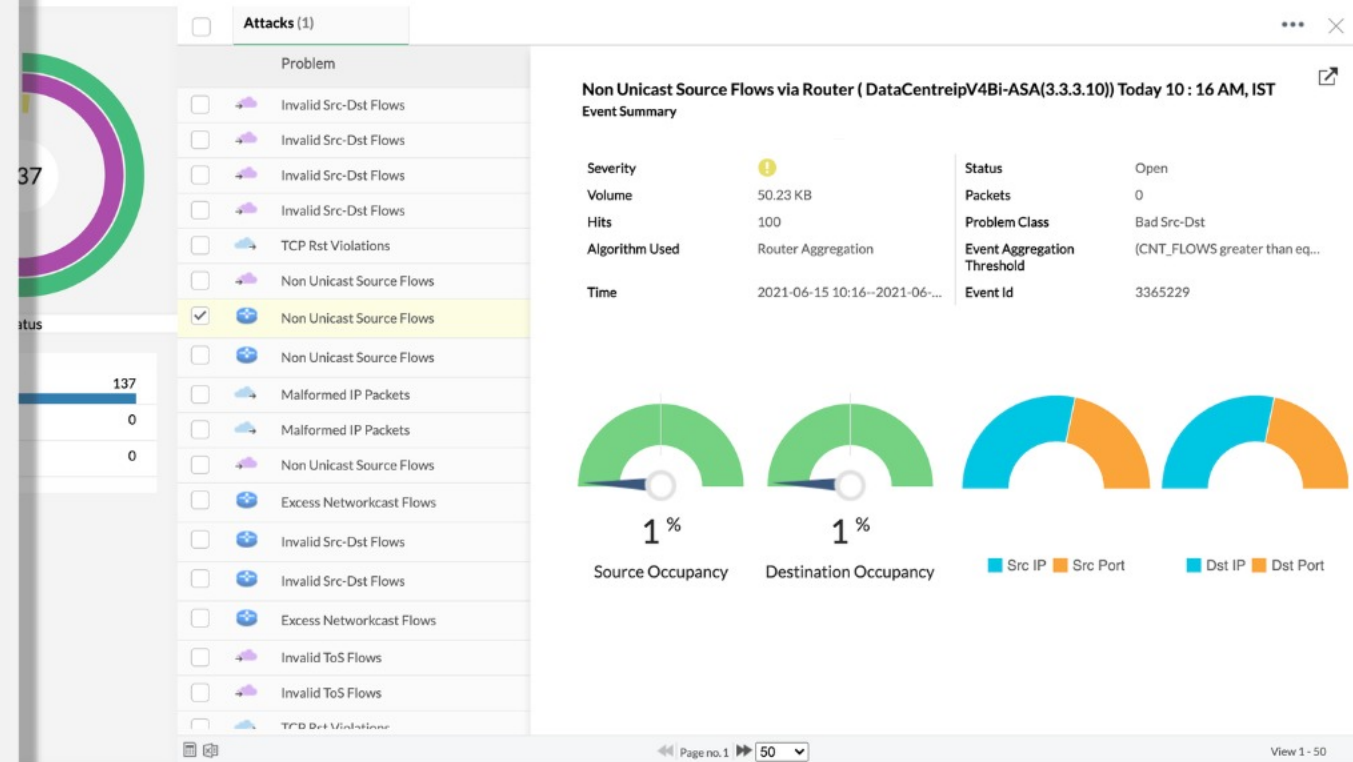 Attacks (1)
Problem
Invalid Src-Dst Flows
Invalid Src-Dst Flows
Invalid Src-Dst Flows
Invalid Src-Dst Flows
TCP Rst Violations
Non Unicast Source Flows
Non Unicast Source Flows
Non Unicast Source Flows
Malformed IP Packets
Malformed IP Packets
Non Unicast Source Flows
Excess Networkcast Flows
Invalid Src-Dst Flows
Invalid Src-Dst Flows
Excess Networkcast Flows
Invalid ToS Flows
Invalid ToS Flows
TCP Rst Violations
37
atus
137
0
0
Non Unicast Source Flows via Router ( DataCentreipV4Bi-ASA(3.3.3.10)) Today 10 : 16 AM, IST
Event Summary
Severity
Volume 50.23 KB
Hits 100
Algorithm Used Router Aggregation
Time 2021-06-15 10:16--2021-06-...
Status Open
Packets 0
Problem Class Bad Src-Dst
Event Aggregation (CNT_FLOWS greater than eq...
Threshold
Event Id 3365229
1 %
Source Occupancy
1 %
Destination Occupancy
Src IP Src Port
Dst IP Dst Port
Page no. 1 50
View 1 - 50